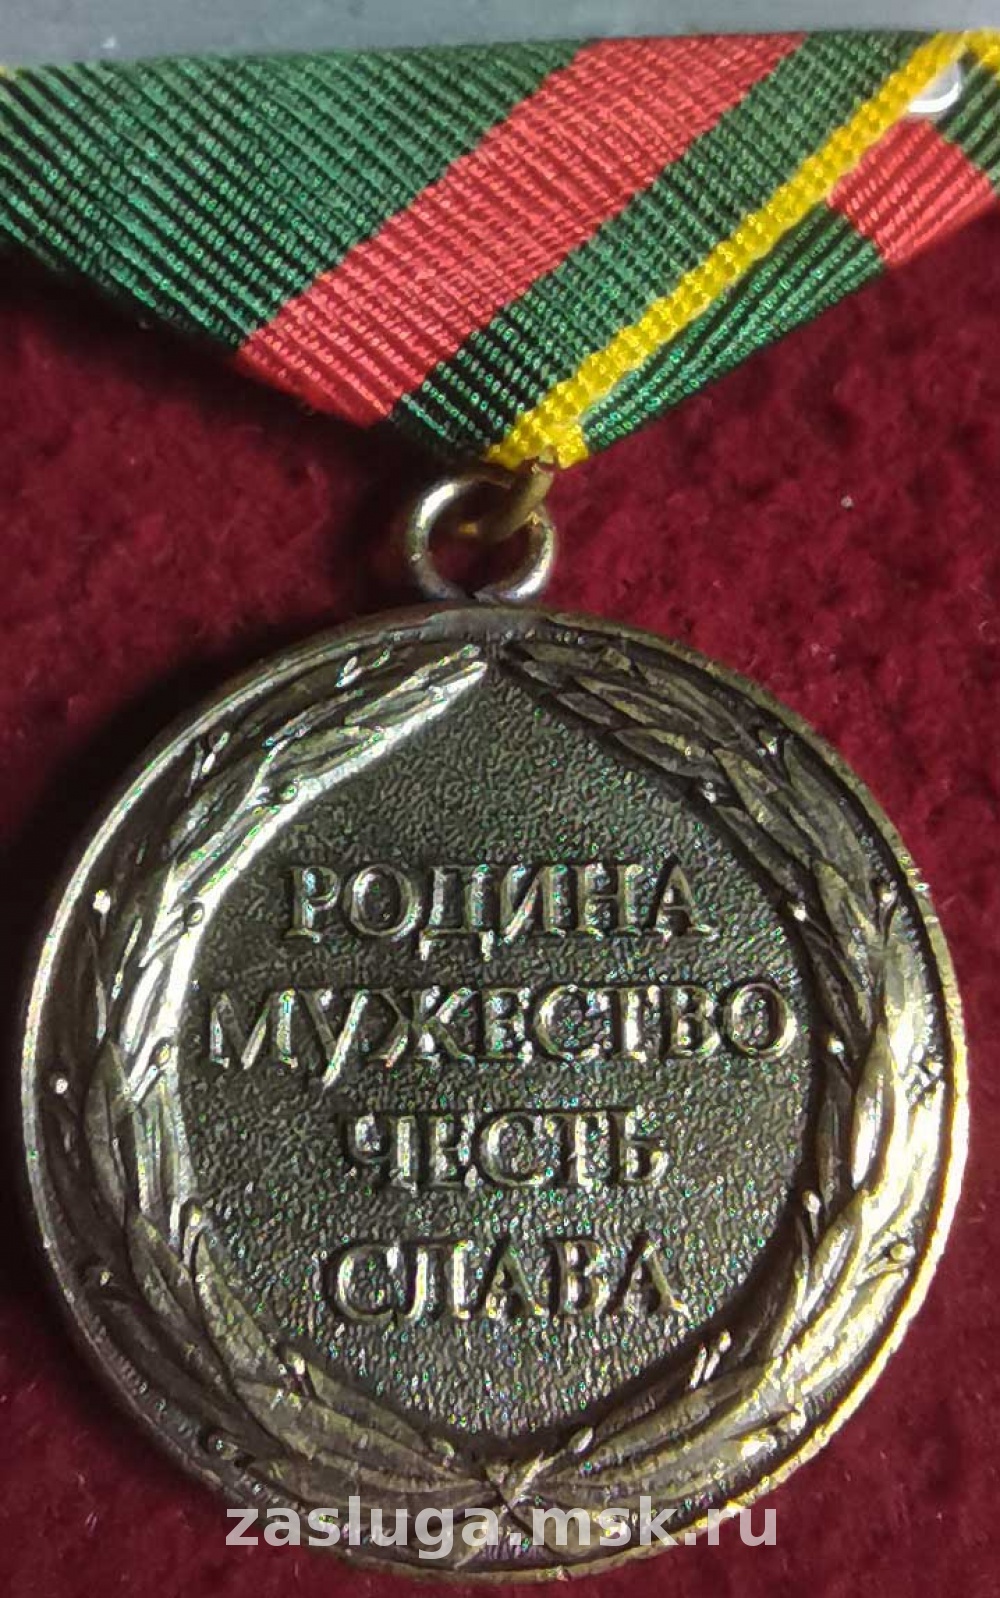 РОДИНА
МУЖЕСТВО
ЧЕСТЬ
СЛАВА
zasluga.msk.ru